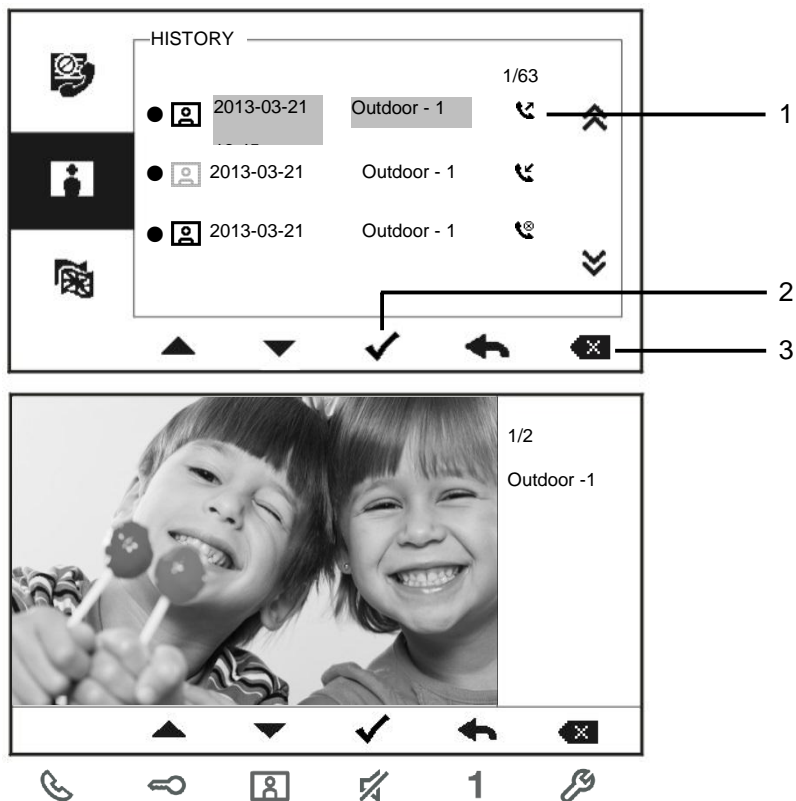 HISTORY
1/63
2013-03-21 Outdoor - 1
1
2013-03-21 Outdoor - 1
2013-03-21 Outdoor - 1
2
3
1/2
Outdoor -1
1